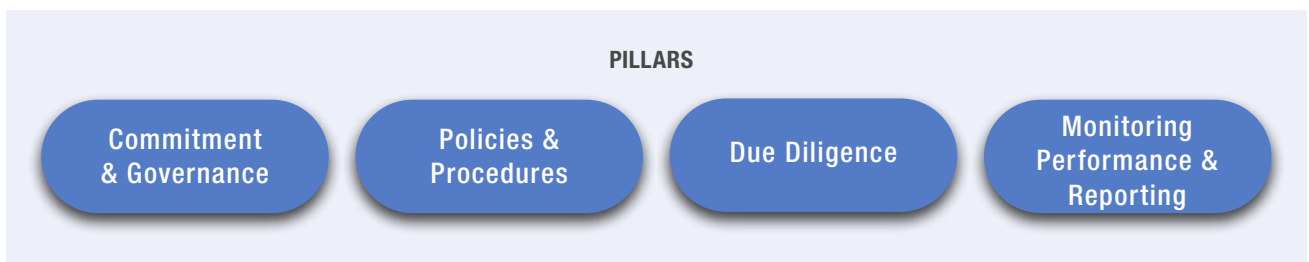 PILLARS
Commitment
& Governance
Policies &
Procedures
Due Diligence
Monitoring
Performance &
Reporting